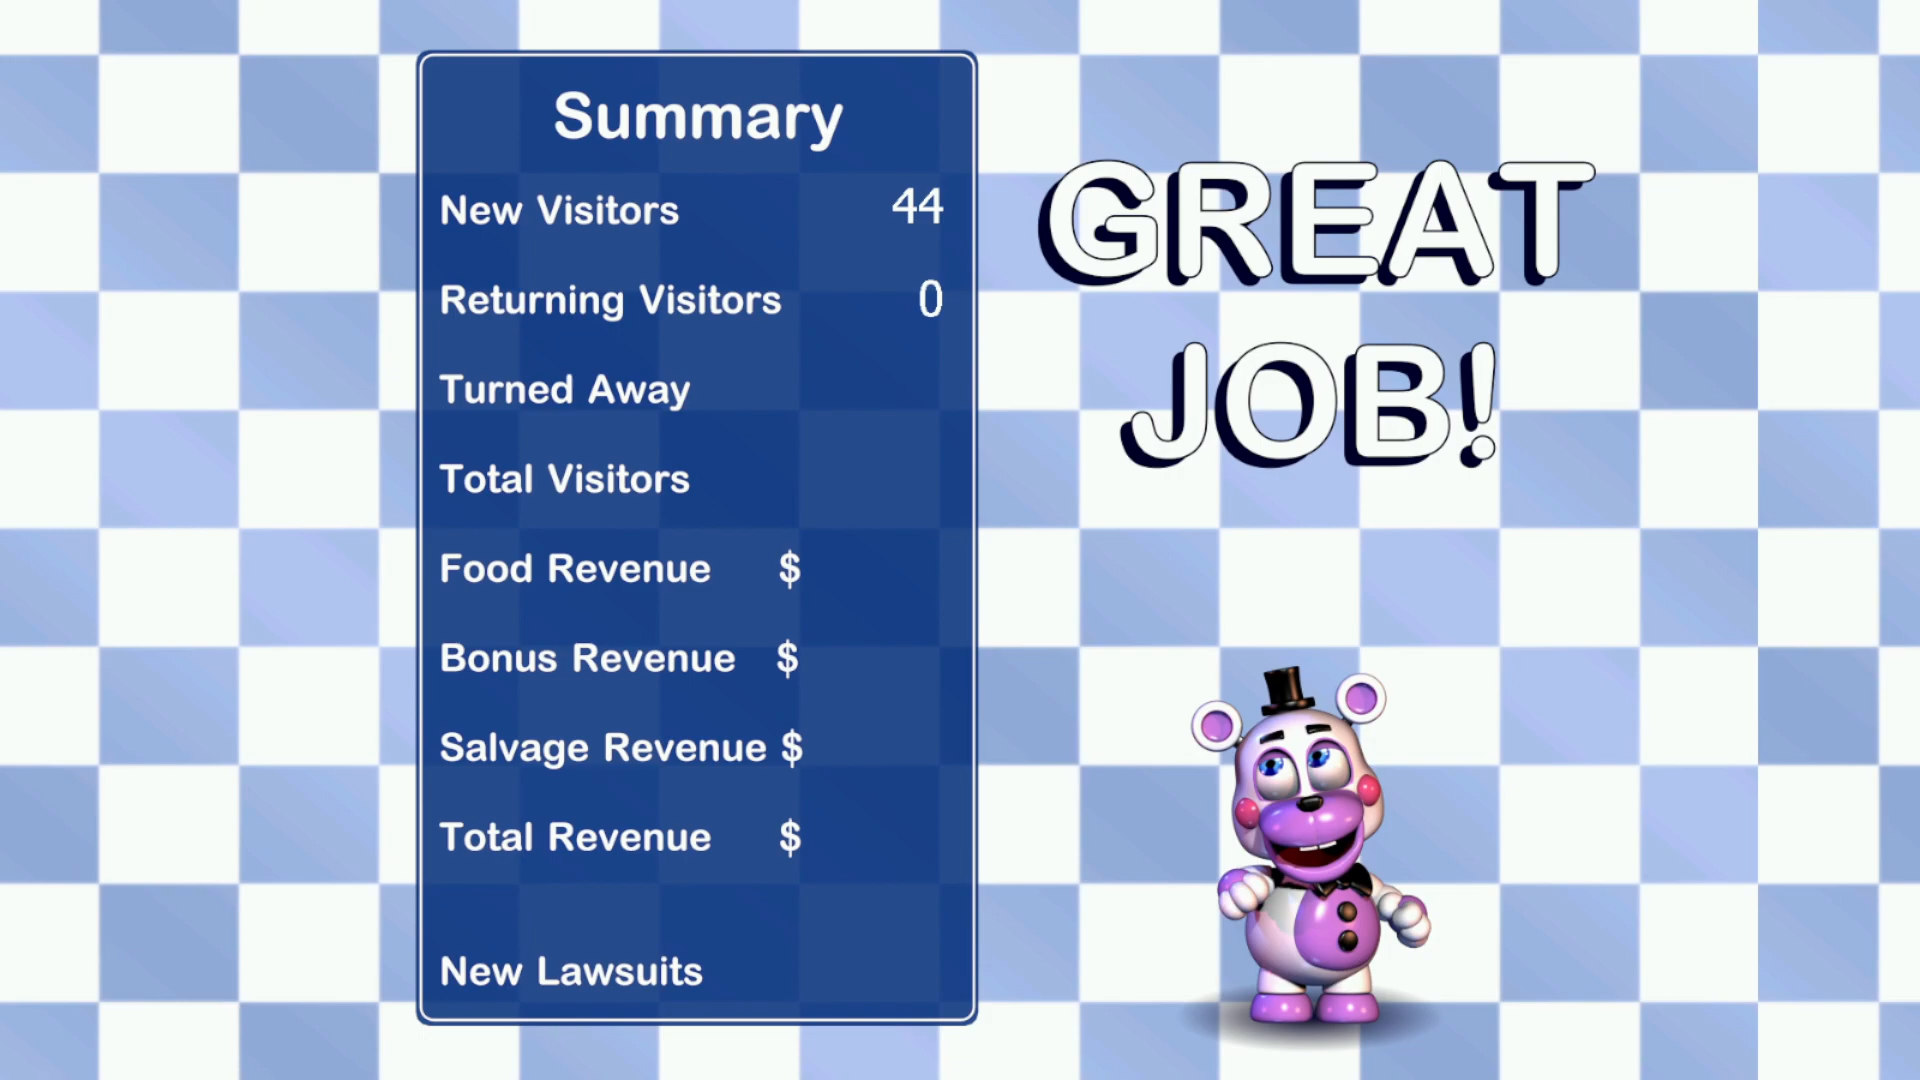 Summary
New Visitors 44
Returning Visitors 0
Turned Away
Total Visitors
Food Revenue $
Bonus Revenue $
Salvage Revenue $
Total Revenue $
New Lawsuits
GREAT
JOB!